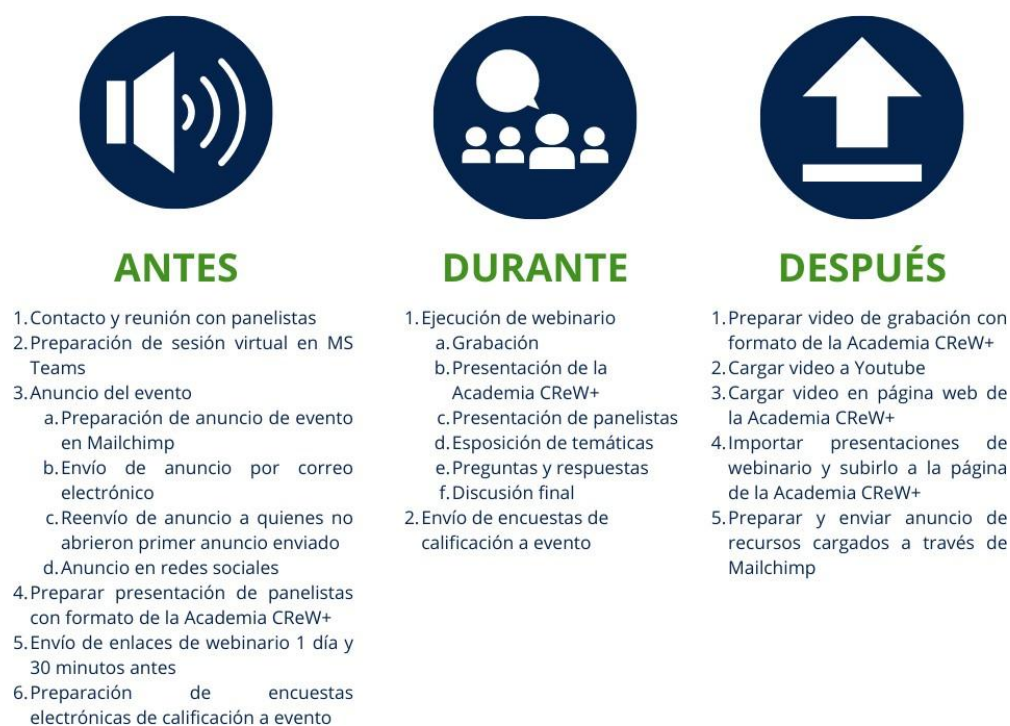 ANTES
1. Contacto y reunión con panelistas
2. Preparación de sesión virtual en MS
Teams
3. Anuncio del evento
a. Preparación de anuncio de evento
en Mailchimp
b. Envío de anuncio por correo
electrónico
c. Reenvío de anuncio a quienes no
abrieron primer anuncio enviado
d. Anuncio en redes sociales
4. Preparar presentación de panelistas
con formato de la Academia CReW+
5. Envío de enlaces de webinario 1 día y
30 minutos antes
6. Preparación de encuestas
electrónicas de calificación a evento
DURANTE
1. Ejecución de webinario
a. Grabación
b. Presentación de la
Academia CReW+
c. Presentación de panelistas
d. Esposición de temáticas
e. Preguntas y respuestas
f. Discusión final
2. Envío de encuestas de
calificación a evento
DESPUÉS
1. Preparar video de grabación con
formato de la Academia CReW+
2. Cargar video a Youtube
3. Cargar video en página web de
la Academia CReW+
4. Importar presentaciones de
webinario y subirlo a la página
de la Academia CReW+
5. Preparar y enviar anuncio de
recursos cargados a través de
Mailchimp